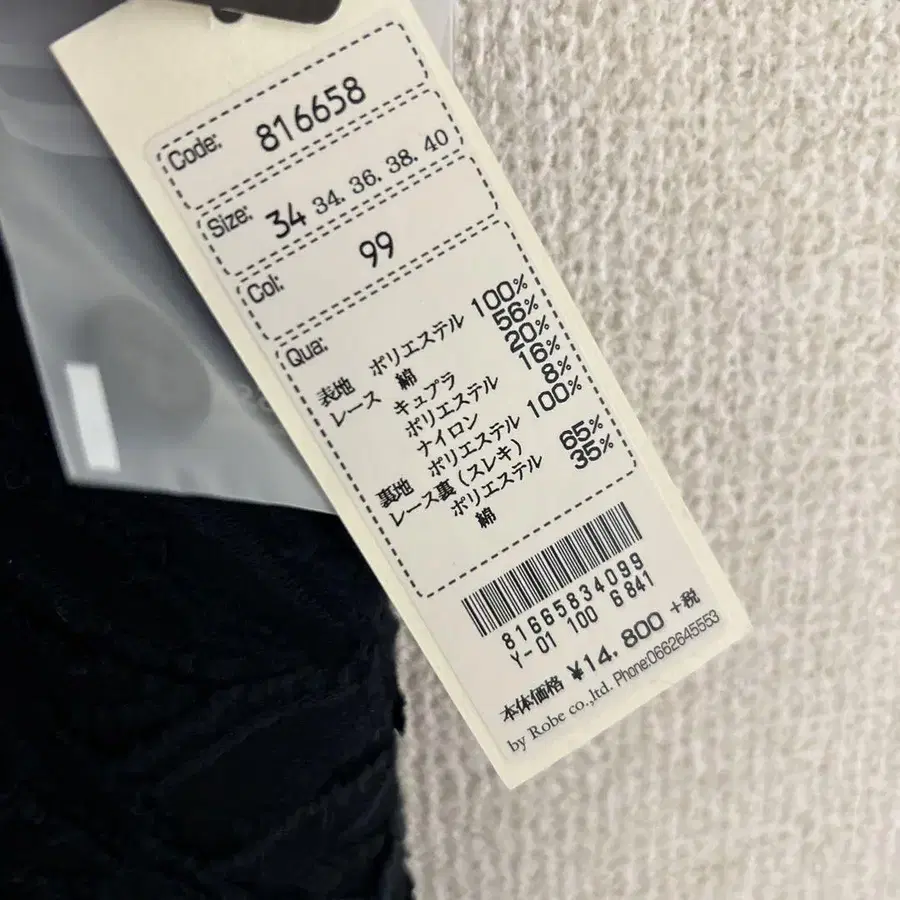 Code: 816658
Size: 34 34. 36. 38. 40
Col: 99
Qua:
表地 ポリエステル 100%
レース 綿 56%
キュプラ 20%
ポリエステル 16%
ナイロン 8%
裏地 ポリエステル 100%
レース裏(スレキ)
ポリエステル 65%
綿 35%
81665834099
Y-01 100 6841
本体価格 ¥14.800 +税
by Robe co.,ltd. Phone:0662645553